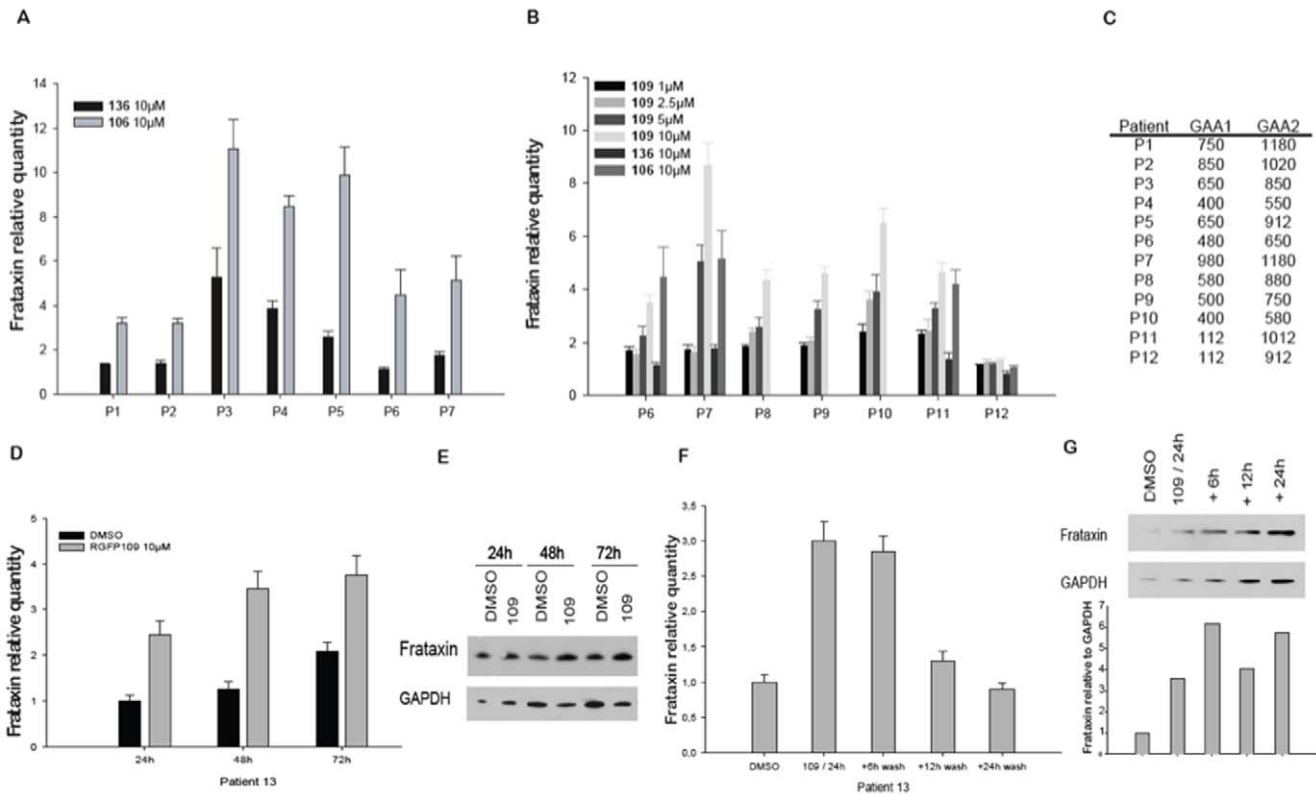 A
Frataxin relative quantity
14
12
10
8
6
4
2
0
136 10µM
106 10µM
P1 P2 P3 P4 P5 P6 P7
B
Frataxin relative quantity
12
10
8
6
4
2
0
109 1µM
109 2.5µM
109 5µM
109 10µM
136 10µM
106 10µM
P6 P7 P8 P9 P10 P11 P12
C
Patient GAA1 GAA2
P1 750 1180
P2 850 1020
P3 650 850
P4 400 550
P5 650 912
P6 480 650
P7 980 1180
P8 580 880
P9 500 750
P10 400 580
P11 112 1012
P12 112 912
D
Frataxin relative quantity
5
4
3
2
1
0
DMSO
RGFP109 10µM
24h 48h 72h
Patient 13
E
24h 48h 72h
DMSO 109 DMSO 109 DMSO 109
Frataxin
GAPDH
F
Frataxin relative quantity
3,5
3,0
2,5
2,0
1,5
1,0
0,5
0,0
DMSO 109 / 24h +6h wash +12h wash +24h wash
Patient 13
G
DMSO 109 / 24h + 6h + 12h + 24h
Frataxin
GAPDH
Frataxin relative to GAPDH
7
6
5
4
3
2
1